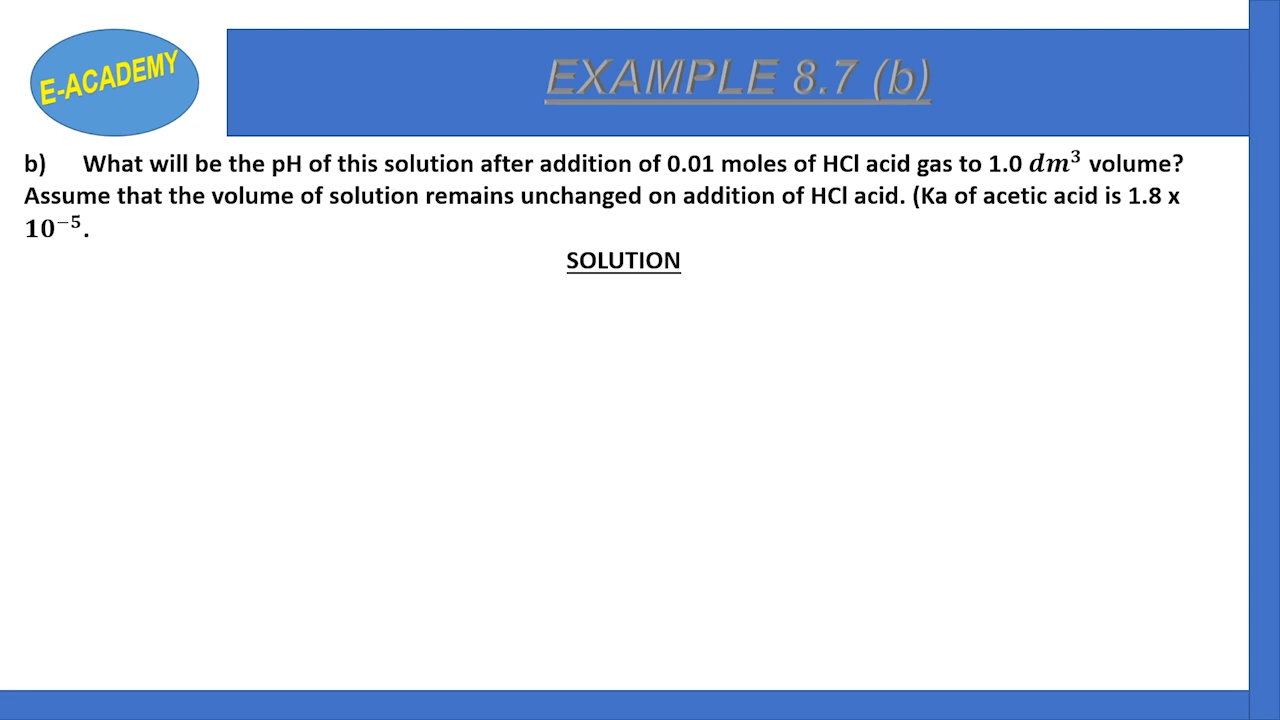 E-ACADEMY
EXAMPLE 8.7 (b)
b) What will be the pH of this solution after addition of 0.01 moles of HCl acid gas to 1.0 dm³ volume?
Assume that the volume of solution remains unchanged on addition of HCl acid. (Ka of acetic acid is 1.8 x
10⁻⁵.
SOLUTION